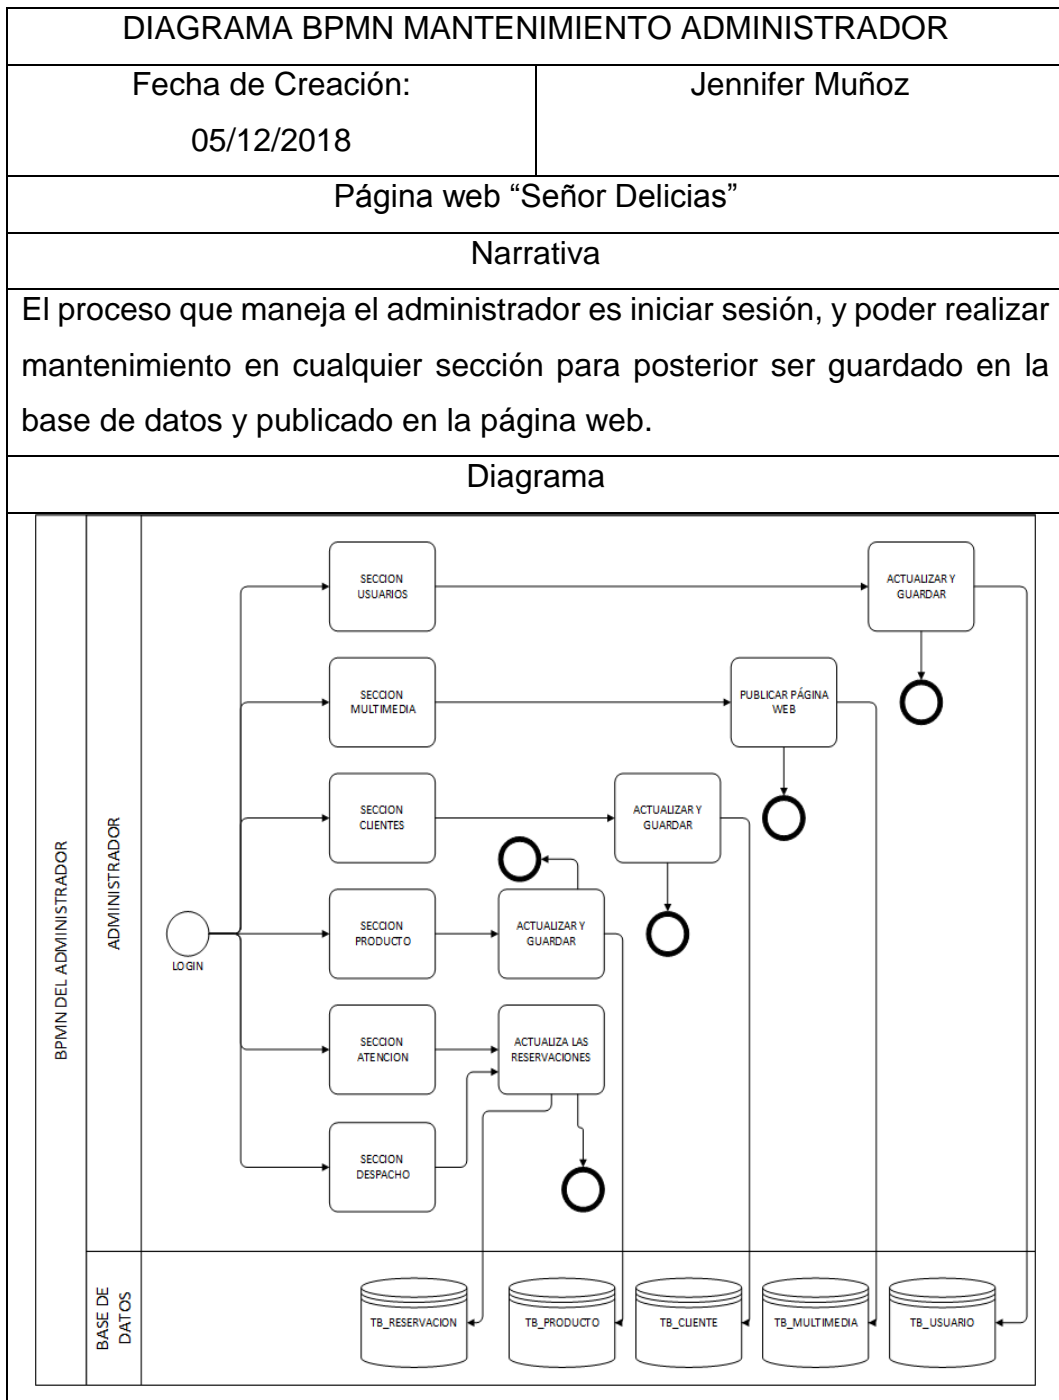 DIAGRAMA BPMN MANTENIMIENTO ADMINISTRADOR
Fecha de Creación:
05/12/2018
Jennifer Muñoz
Página web “Señor Delicias”
Narrativa
El proceso que maneja el administrador es iniciar sesión, y poder realizar
mantenimiento en cualquier sección para posterior ser guardado en la
base de datos y publicado en la página web.
Diagrama
BPMN DEL ADMINISTRADOR
ADMINISTRADOR
LOGIN
SECCION
USUARIOS
ACTUALIZAR Y
GUARDAR
SECCION
MULTIMEDIA
PUBLICAR PÁGINA
WEB
SECCION
CLIENTES
ACTUALIZAR Y
GUARDAR
SECCION
PRODUCTO
ACTUALIZAR Y
GUARDAR
SECCION
ATENCION
ACTUALIZA LAS
RESERVACIONES
SECCION
DESPACHO
BASE DE
DATOS
TB_RESERVACION
TB_PRODUCTO
TB_CLIENTE
TB_MULTIMEDIA
TB_USUARIO